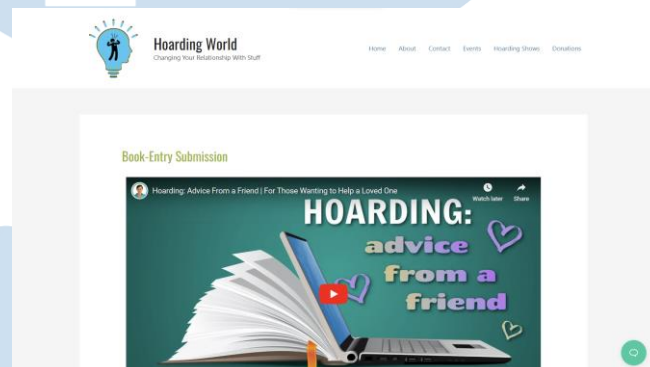 Hoarding World
Changing Your Relationship With Stuff
Home About Contact Events Hoarding Shows Donations
Book-Entry Submission
Hoarding: Advice From a Friend | For Those Wanting to Help a Loved One
Watch later Share
HOARDING:
advice
from a
friend